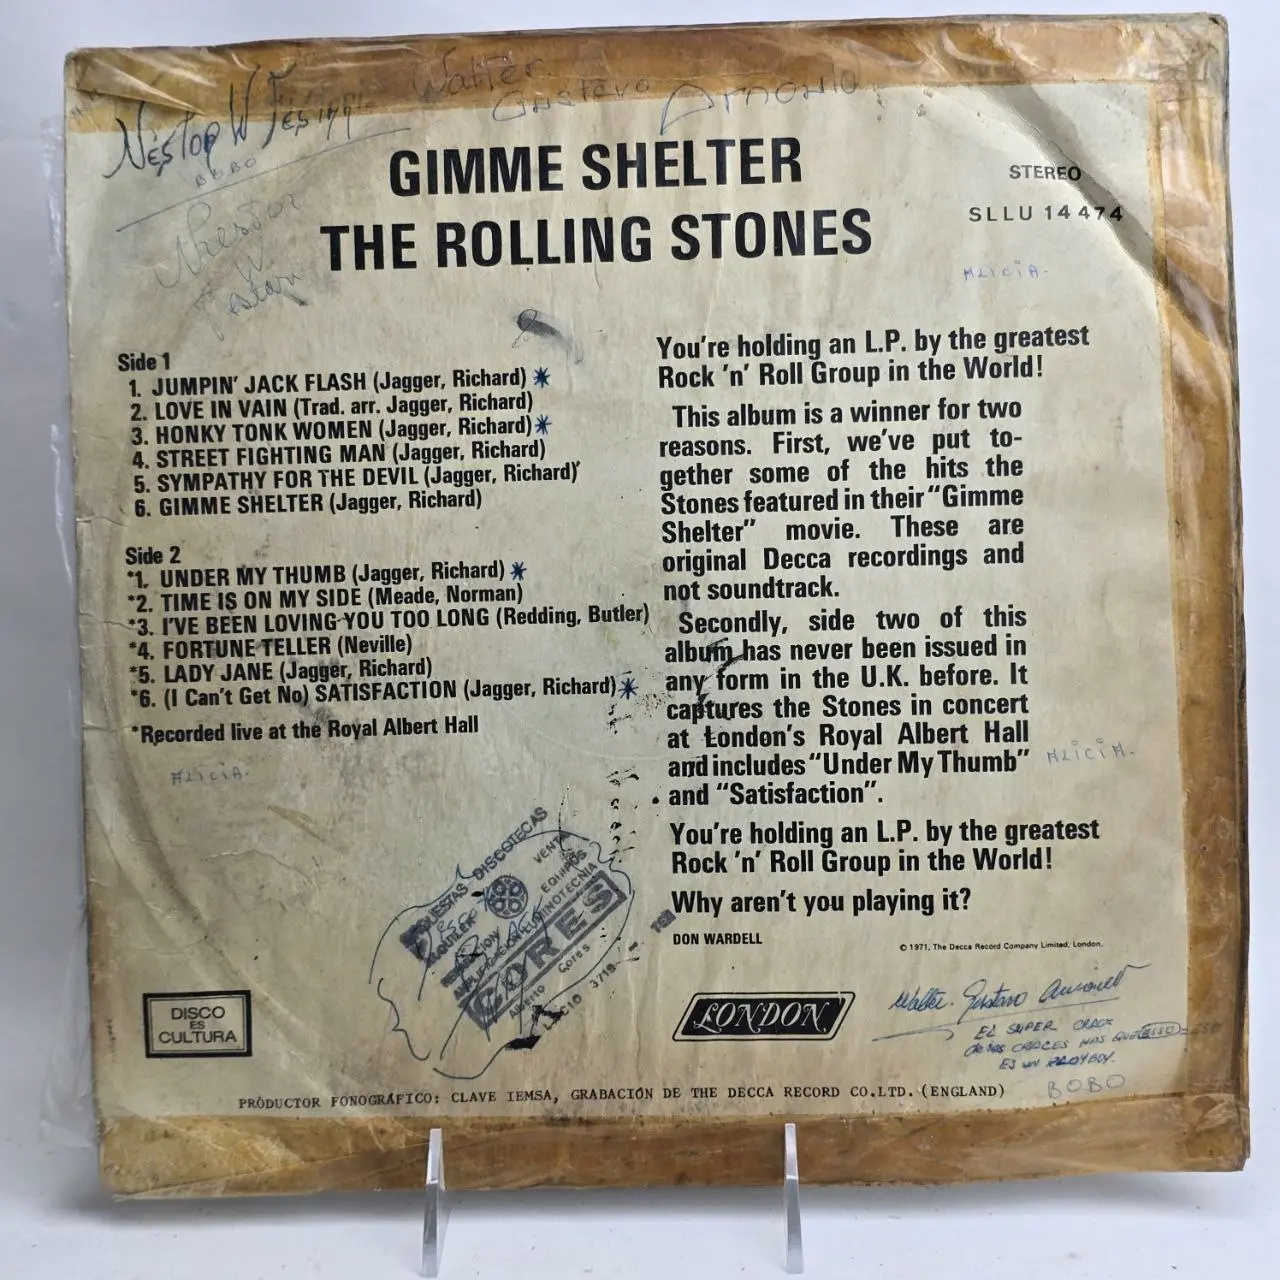 Walter
Gustavo
GIMME SHELTER
THE ROLLING STONES
STEREO
SLLU 14 474
BOBO
ALICIA.
Side 1
1. JUMPIN' JACK FLASH (Jagger, Richard) *
2. LOVE IN VAIN (Trad. arr. Jagger, Richard)
3. HONKY TONK WOMEN (Jagger, Richard) *
4. STREET FIGHTING MAN (Jagger, Richard)
5. SYMPATHY FOR THE DEVIL (Jagger, Richard)
6. GIMME SHELTER (Jagger, Richard)
Side 2
*1. UNDER MY THUMB (Jagger, Richard) *
*2. TIME IS ON MY SIDE (Meade, Norman)
*3. I'VE BEEN LOVING YOU TOO LONG (Redding, Butler)
*4. FORTUNE TELLER (Neville)
*5. LADY JANE (Jagger, Richard)
*6. (I Can't Get No) SATISFACTION (Jagger, Richard) *
*Recorded live at the Royal Albert Hall
ALICIA.
You're holding an L.P. by the greatest
Rock 'n' Roll Group in the World!
This album is a winner for two
reasons. First, we've put to-
gether some of the hits the
Stones featured in their "Gimme
Shelter" movie. These are
original Decca recordings and
not soundtrack.
Secondly, side two of this
album has never been issued in
any form in the U.K. before. It
captures the Stones in concert
at London's Royal Albert Hall
and includes "Under My Thumb"
and "Satisfaction".
ALICIA.
You're holding an L.P. by the greatest
Rock 'n' Roll Group in the World!
Why aren't you playing it?
DON WARDELL
© 1971, The Decca Record Company Limited, London.
DISCOTECAS
VENTA
EQUIPOS
CORES
Alberto Cores
3719
DISCO
ES
CULTURA
LONDON
Walter. Gustavo
EL SUPER
ES UN PLAYBOY.
BOBO
PRODUCTOR FONOGRÁFICO: CLAVE IEMSA, GRABACIÓN DE THE DECCA RECORD CO.LTD. (ENGLAND)